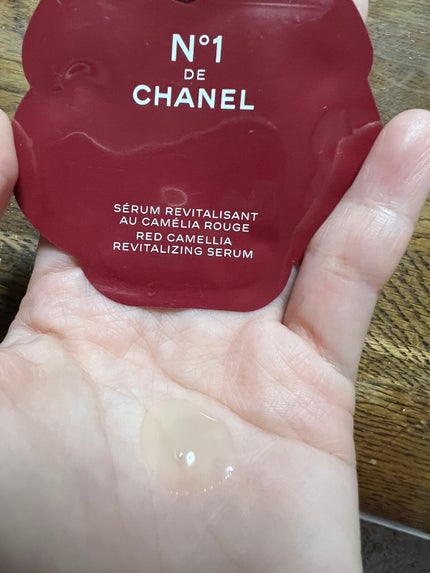 N°1
DE
CHANEL
SÉRUM REVITALISANT
AU CAMÉLIA ROUGE
RED CAMELLIA
REVITALIZING SERUM